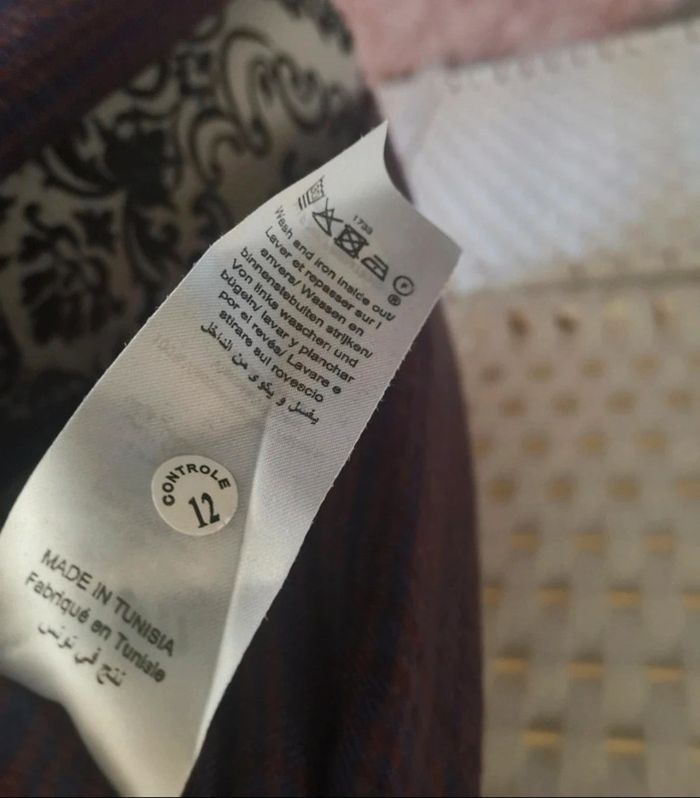 1733
Wash and iron inside out/
Laver et repasser sur l
envers/ Wassen en
binnenstebuiten strijken/
Von links waschen und
bügeln/ lavar y planchar
por el revés/ Lavare e
stirare sul rovescio
يغسل و يكوى من الداخل
CONTROLE
12
MADE IN TUNISIA
Fabriqué en Tunisie
نتج في تونس